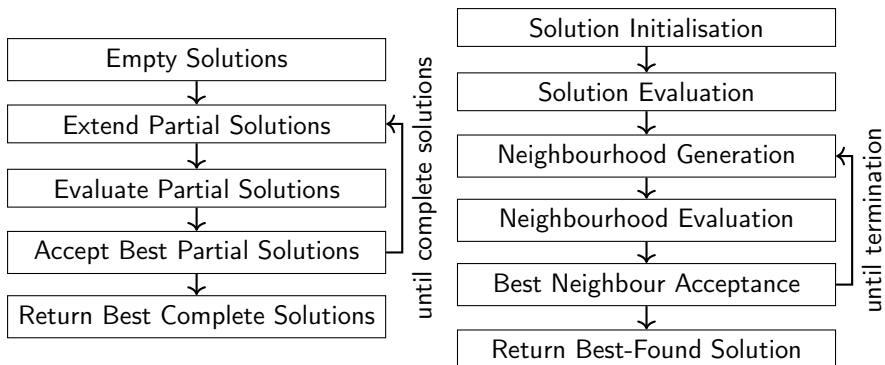 Empty Solutions
Extend Partial Solutions
Evaluate Partial Solutions
Accept Best Partial Solutions
Return Best Complete Solutions
until complete solutions
Solution Initialisation
Solution Evaluation
Neighbourhood Generation
Neighbourhood Evaluation
Best Neighbour Acceptance
Return Best-Found Solution
until termination